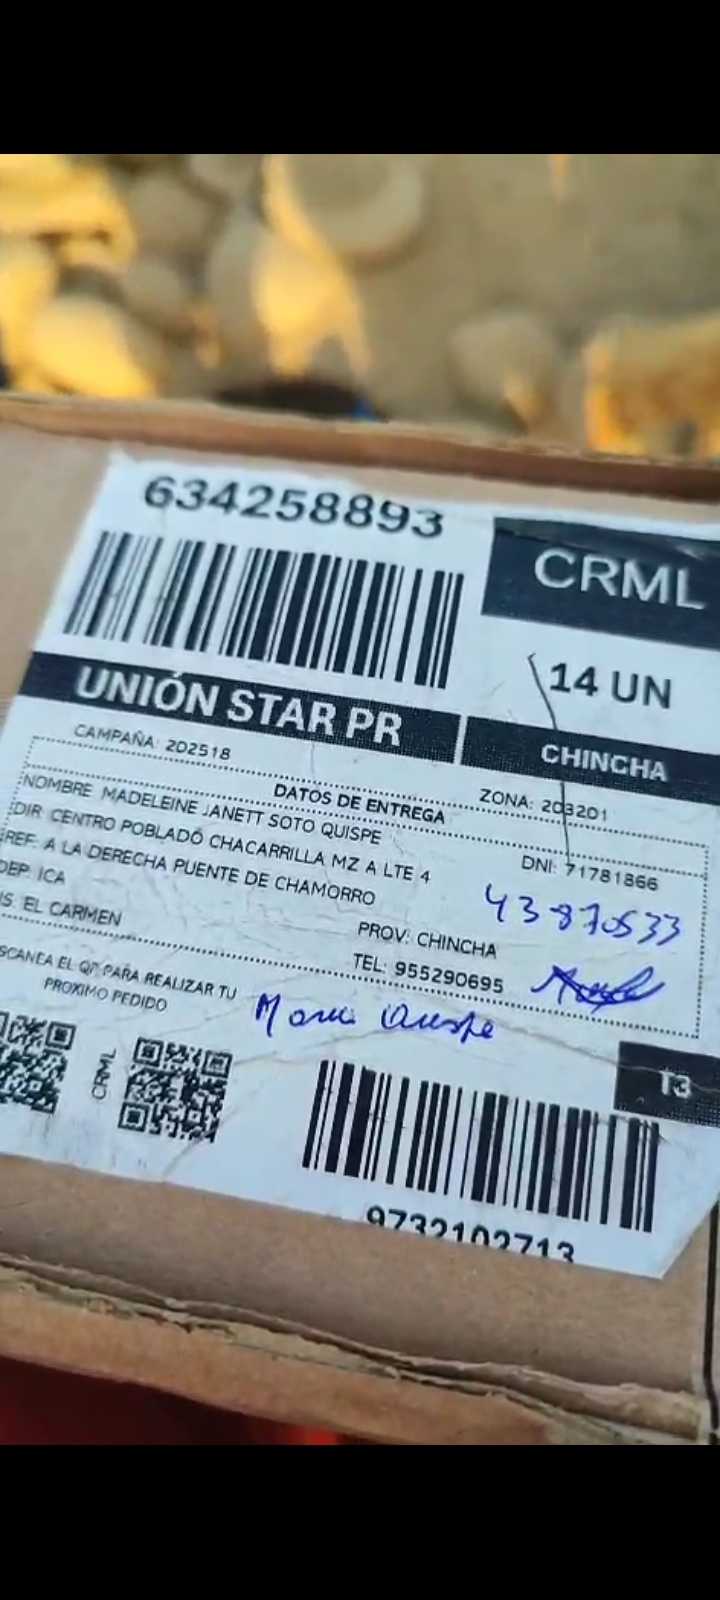 634258893
CRML
14 UN
UNIÓN STAR PR
CHINCHA
CAMPAÑA: 202518
ZONA: 203201
DATOS DE ENTREGA
NOMBRE MADELEINE JANETT SOTO QUISPE
DNI: 71781866
DIR CENTRO POBLADO CHACARRILLA MZ A LTE 4
43870533
REF: A LA DERECHA PUENTE DE CHAMORRO
DEP: ICA
PROV: CHINCHA
IS: EL CARMEN
TEL: 955290695
SCANEA EL QR PARA REALIZAR TU
PROXIMO PEDIDO
CRML
Quispe
T3
9732102713